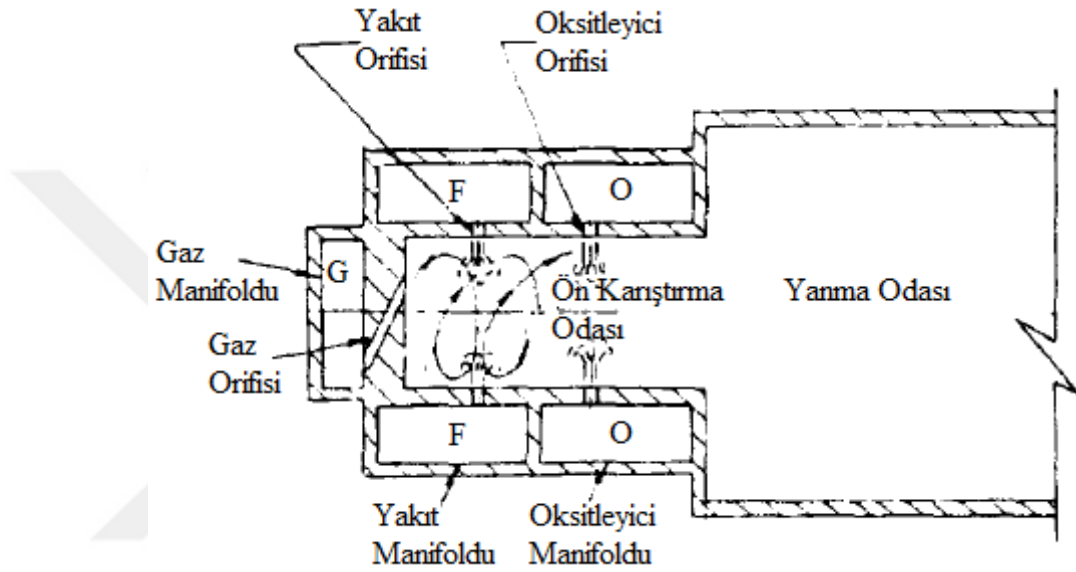 Yakıt
Orifisi
Oksitleyici
Orifisi
F
O
Gaz
Manifoldu
G
Ön Karıştırma
Odası
Yanma Odası
Gaz
Orifisi
F
O
Yakıt
Manifoldu
Oksitleyici
Manifoldu